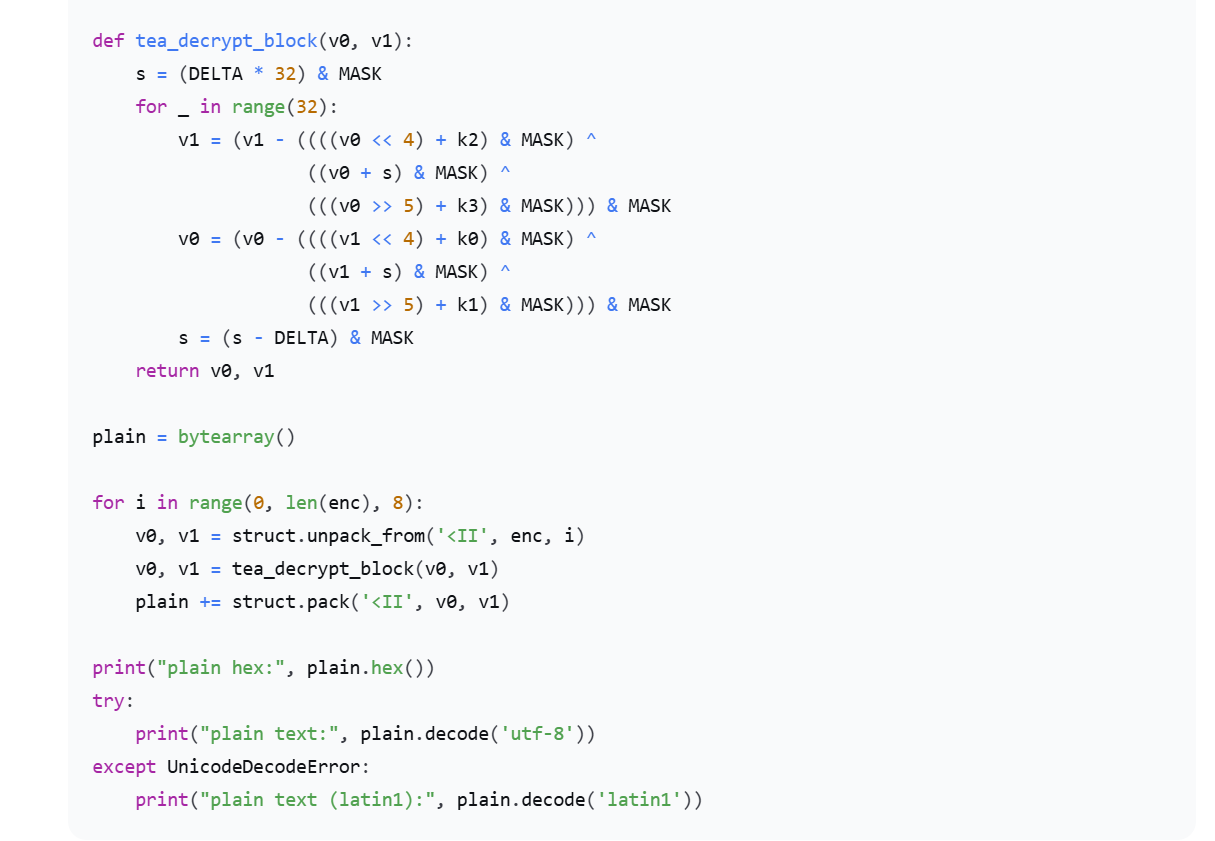 def tea_decrypt_block(v0, v1):
    s = (DELTA * 32) & MASK
    for _ in range(32):
        v1 = (v1 - ((((v0 << 4) + k2) & MASK) ^
                    ((v0 + s) & MASK) ^
                    (((v0 >> 5) + k3) & MASK))) & MASK
        v0 = (v0 - ((((v1 << 4) + k0) & MASK) ^
                    ((v1 + s) & MASK) ^
                    (((v1 >> 5) + k1) & MASK))) & MASK
        s = (s - DELTA) & MASK
    return v0, v1

plain = bytearray()

for i in range(0, len(enc), 8):
    v0, v1 = struct.unpack_from('<II', enc, i)
    v0, v1 = tea_decrypt_block(v0, v1)
    plain += struct.pack('<II', v0, v1)

print("plain hex:", plain.hex())
try:
    print("plain text:", plain.decode('utf-8'))
except UnicodeDecodeError:
    print("plain text (latin1):", plain.decode('latin1'))